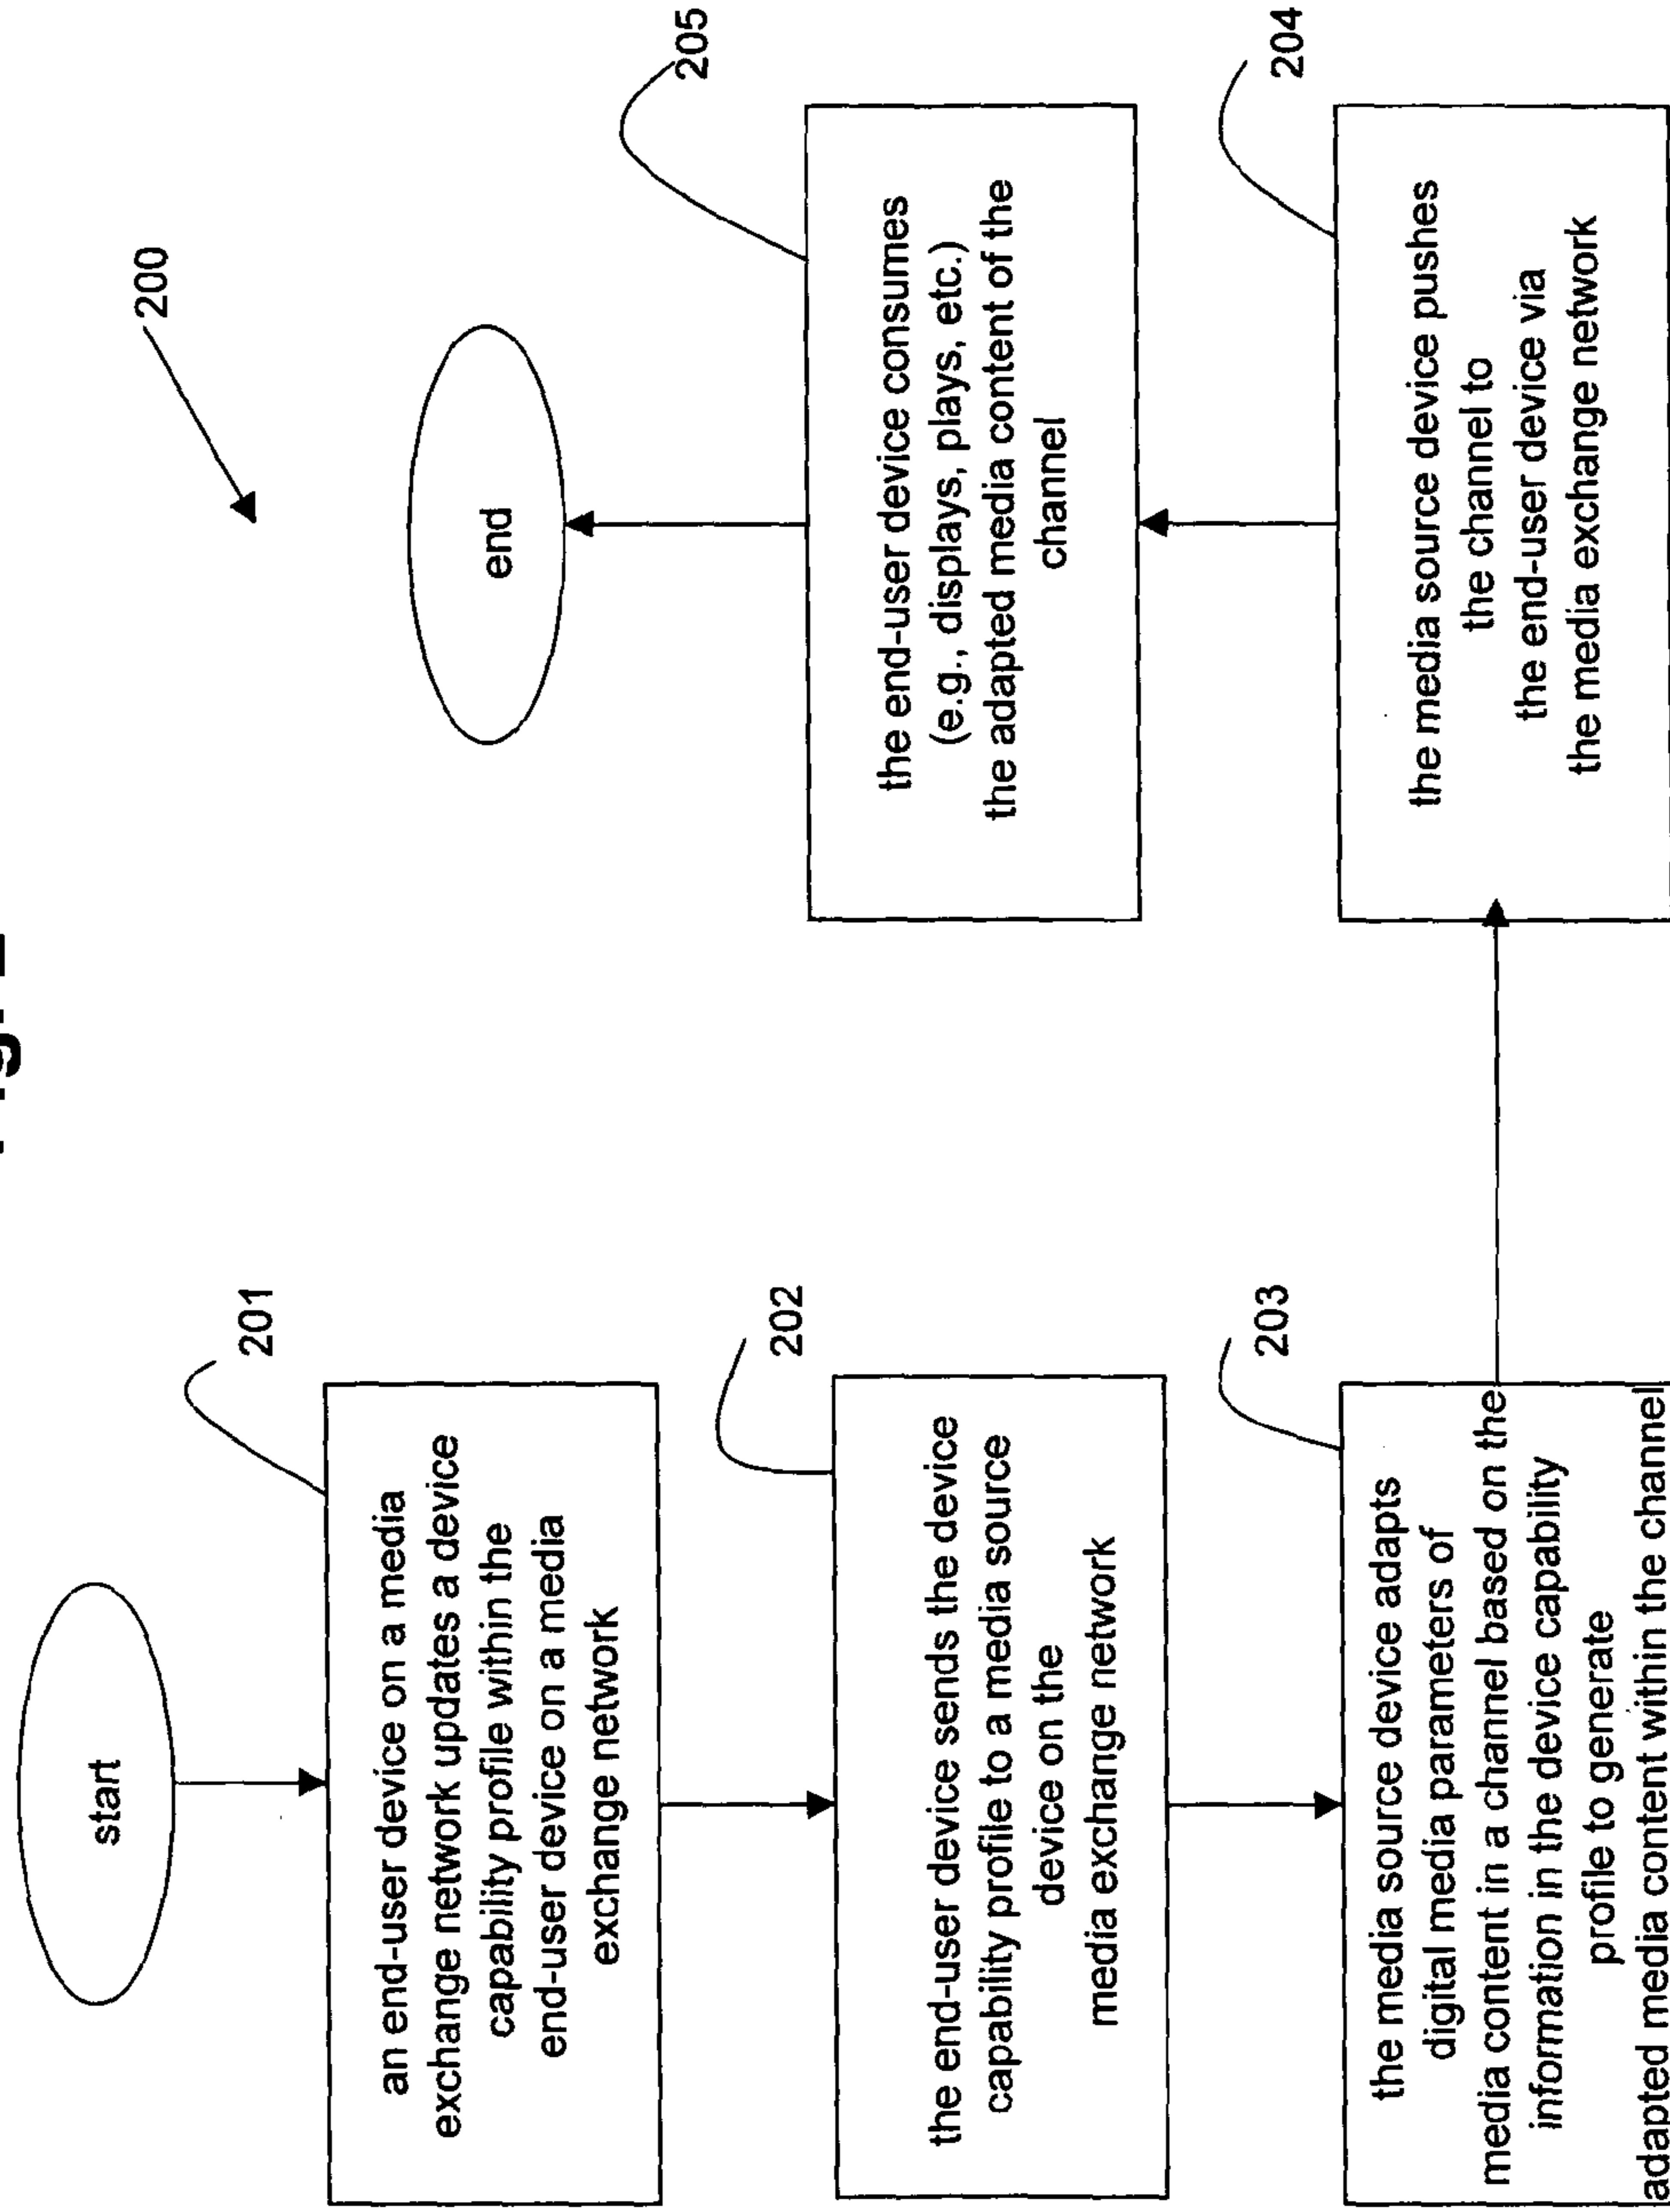 200
start
201
an end-user device on a media
exchange network updates a device
capability profile within the
end-user device on a media
exchange network
202
the end-user device sends the device
capability profile to a media source
device on the
media exchange network
203
the media source device adapts
digital media parameters of
media content in a channel based on the
information in the device capability
profile to generate
adapted media content within the channel
204
the media source device pushes
the channel to
the end-user device via
the media exchange network
205
the end-user device consumes
(e.g., displays, plays, etc.)
the adapted media content of the
channel
end